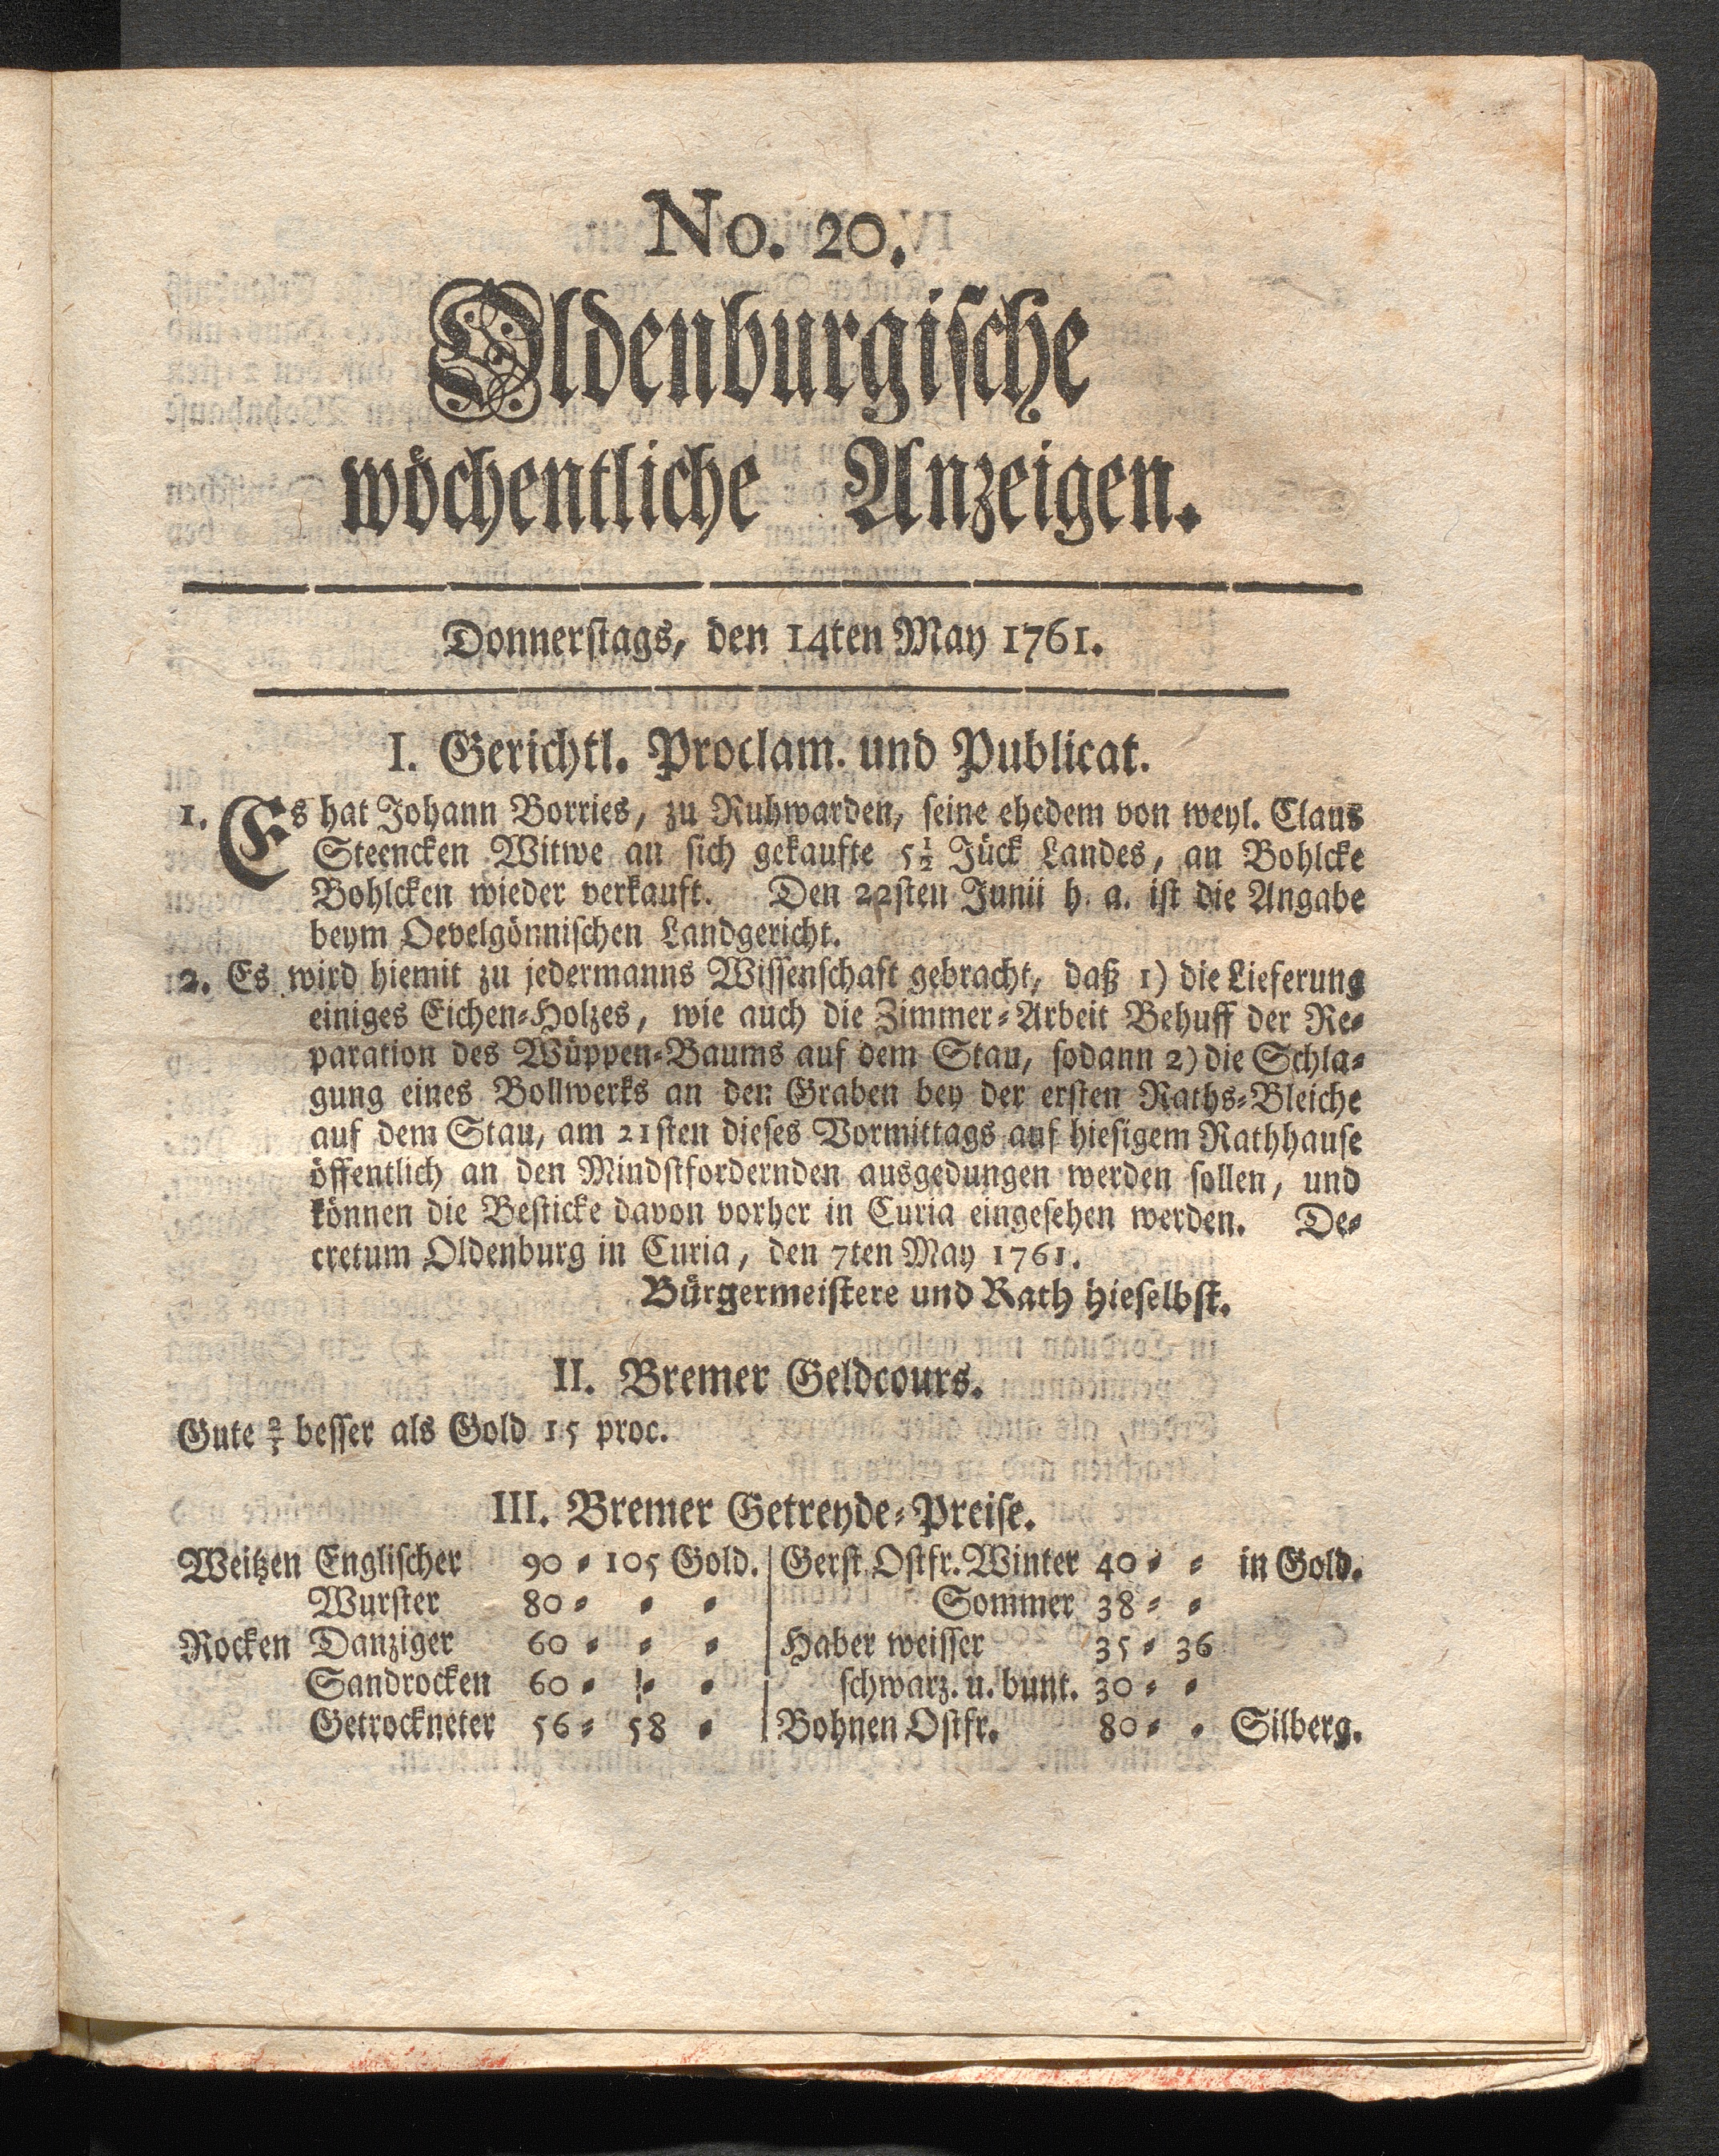 No. 20.
Oldenburgische
wöchentliche Anzeigen.
Donnerstags, den 14ten May 1761.
I. Gerichtl. Proclam. und Publicat.
1. Es hat Johann Borries, zu Ruhwarden, seine ehedem von weyl. Claus
Steencken Witwe an sich gekaufte 5½ Jück Landes, an Bohlcke
Bohlcken wieder verkauft. Den 22sten Junii h. a. ist die Angabe
beym Oevelgönnischen Landgericht.
2. Es wird hiemit zu jedermanns Wissenschaft gebracht, daß 1) die Lieferung
einiges Eichen-Holzes, wie auch die Zimmer-Arbeit Behuff der Re-
paration des Wüppen-Baums auf dem Stau, sodann 2) die Schla-
gung eines Bollwerks an den Graben bey der ersten Raths-Bleiche
auf dem Stau, am 21sten dieses Vormittags auf hiesigem Rathhause
öffentlich an den Mindstfordernden ausgedungen werden sollen, und
können die Besticke davon vorher in Curia eingesehen werden. De-
cretum Oldenburg in Curia, den 7ten May 1761.
Bürgermeistere und Rath hieselbst.
II. Bremer Geldcours.
Gute ⅔ besser als Gold 15 proc.
III. Bremer Getreyde-Preise.
Weitzen Englischer 90 - 105 Gold. | Gerst Ostfr. Winter 40 - - in Gold.
Wurster 80 - - - | Sommer 38 - -
Rocken Danziger 60 - - - | Haber weisser 35 - 36
Sandrocken 60 - - - | schwarz. u. bunt. 30 - -
Getrockneter 56 - 58 - | Bohnen Ostfr. 80 - - Silberg.